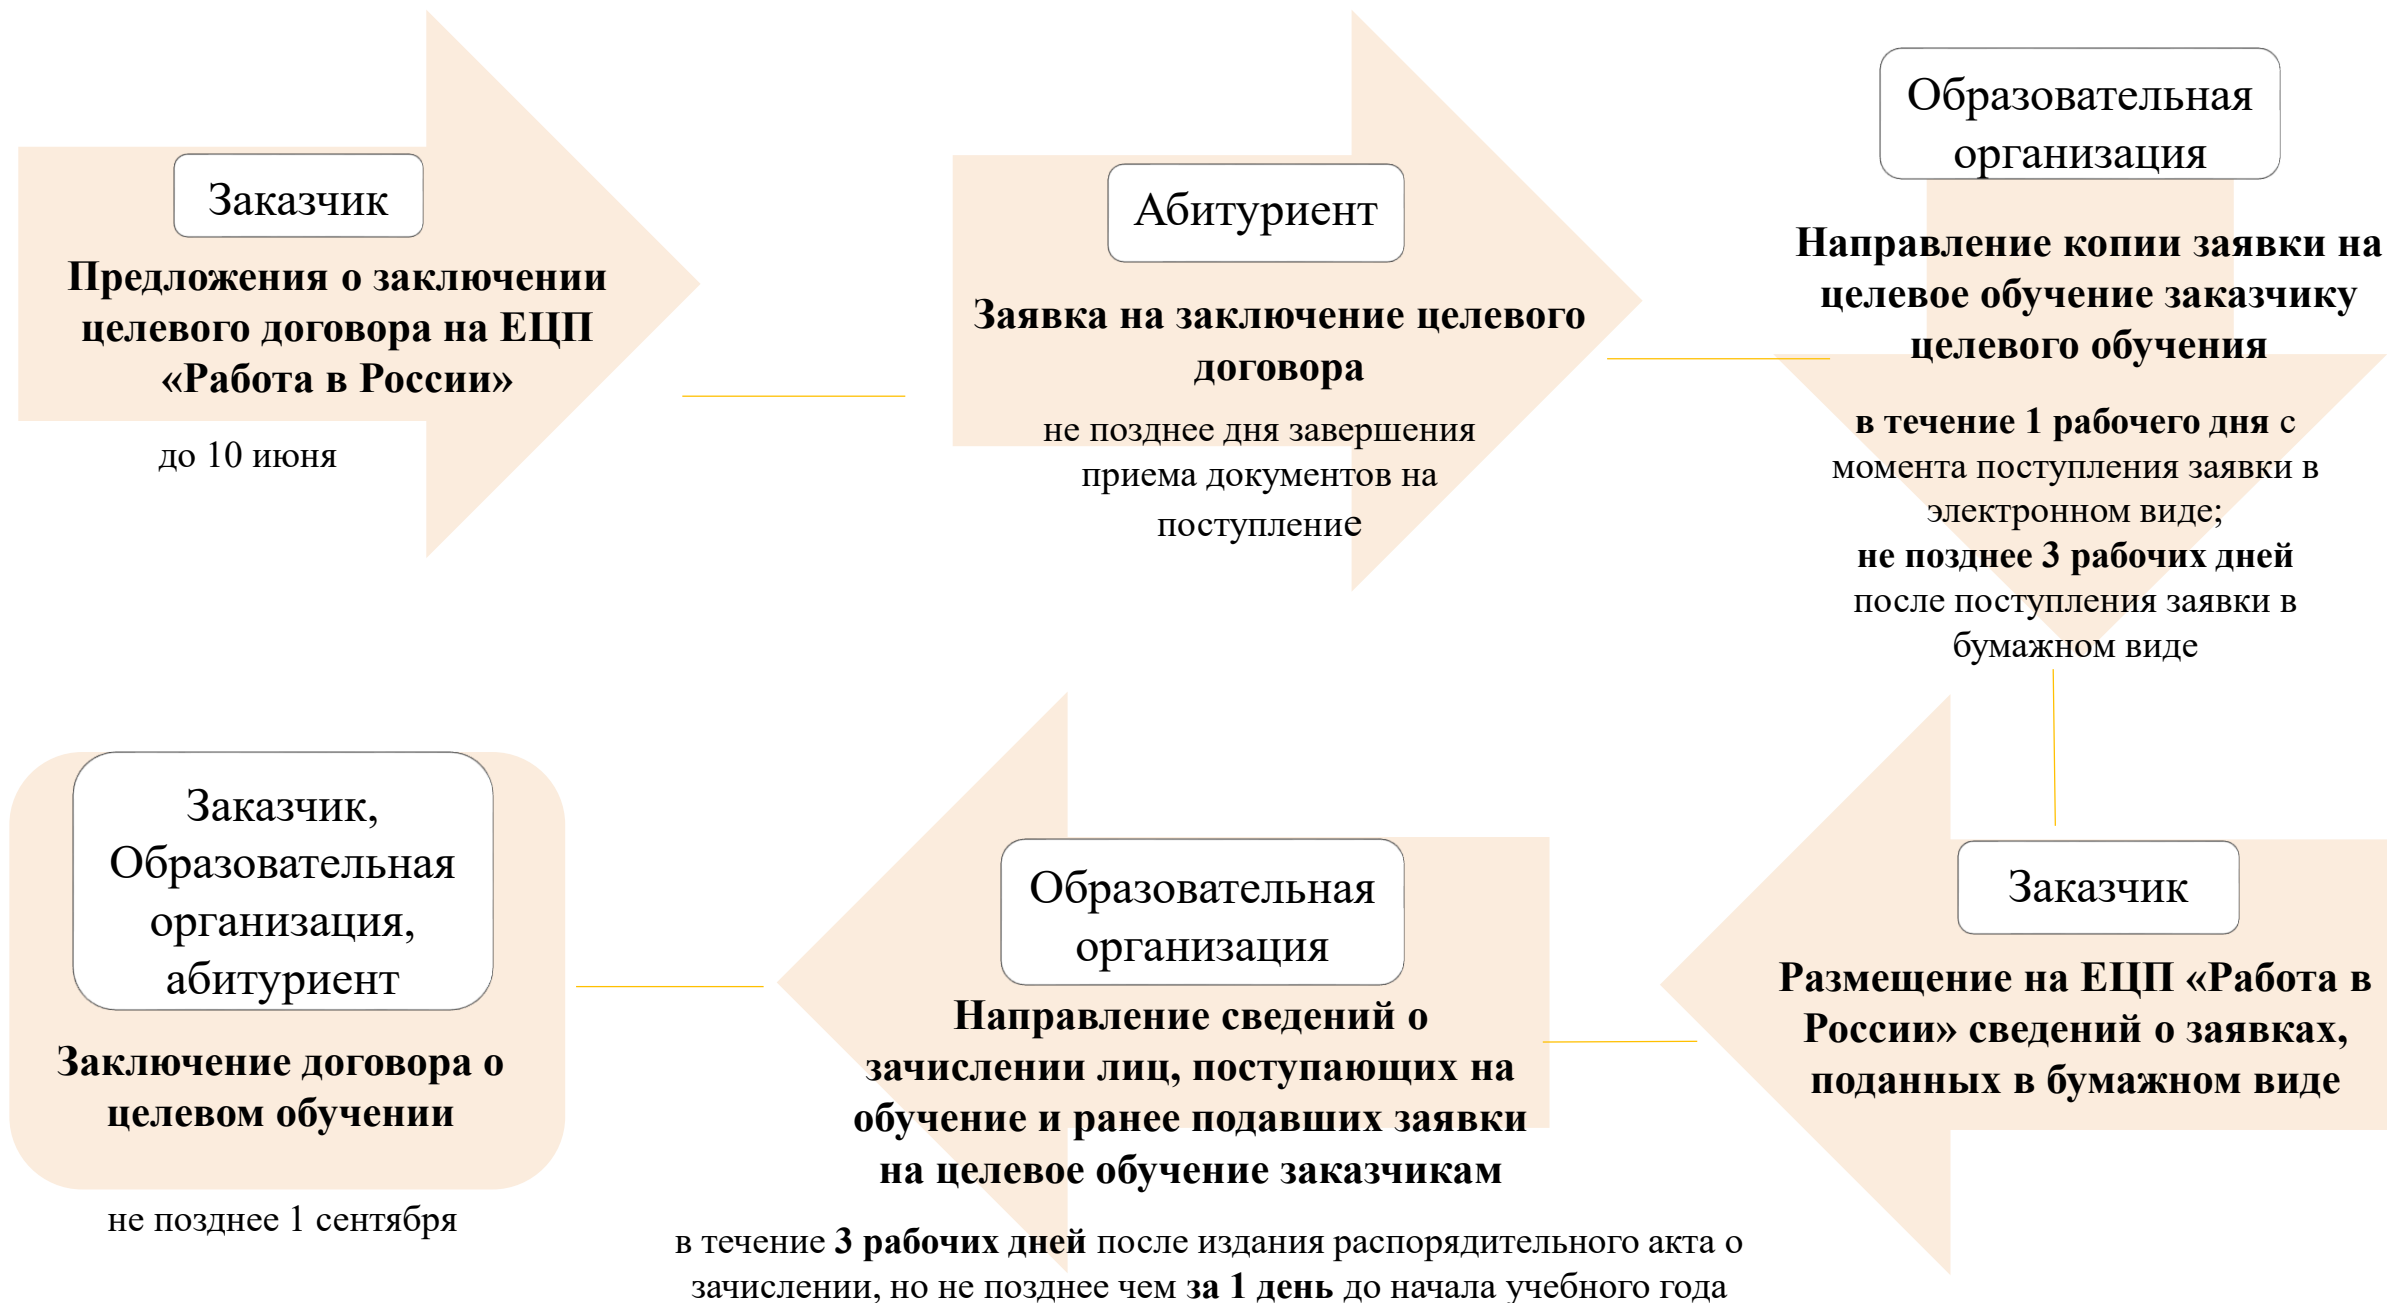 Заказчик
Предложения о заключении
целевого договора на ЕЦП
«Работа в России»
до 10 июня
Абитуриент
Заявка на заключение целевого
договора
не позднее дня завершения
приема документов на
поступление
Образовательная
организация
Направление копии заявки на
целевое обучение заказчику
целевого обучения
в течение 1 рабочего дня с
момента поступления заявки в
электронном виде;
не позднее 3 рабочих дней
после поступления заявки в
бумажном виде
Заказчик
Размещение на ЕЦП «Работа в
России» сведений о заявках,
поданных в бумажном виде
Образовательная
организация
Направление сведений о
зачислении лиц, поступающих на
обучение и ранее подавших заявки
на целевое обучение заказчикам
в течение 3 рабочих дней после издания распорядительного акта о
зачислении, но не позднее чем за 1 день до начала учебного года
Заказчик,
Образовательная
организация,
абитуриент
Заключение договора о
целевом обучении
не позднее 1 сентября